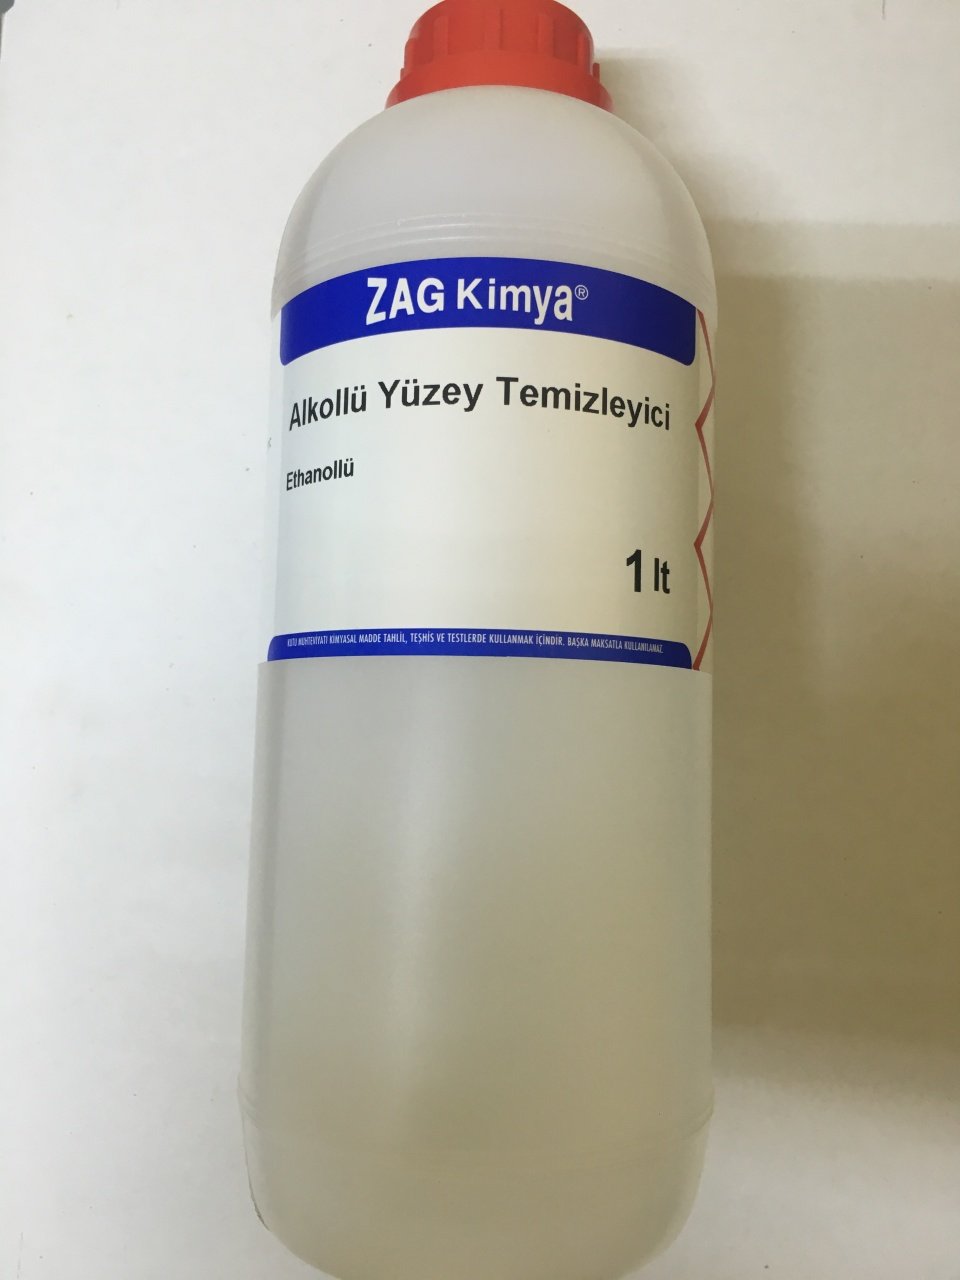 ZAG Kimya®
Alkollü Yüzey Temizleyici
Ethanollü
1 lt
KUTU MUHTEVİYATI KİMYASAL MADDE TAHLİL, TEŞHİS VE TESTLERDE KULLANMAK İÇİNDİR. BAŞKA MAKSATLA KULLANILAMAZ